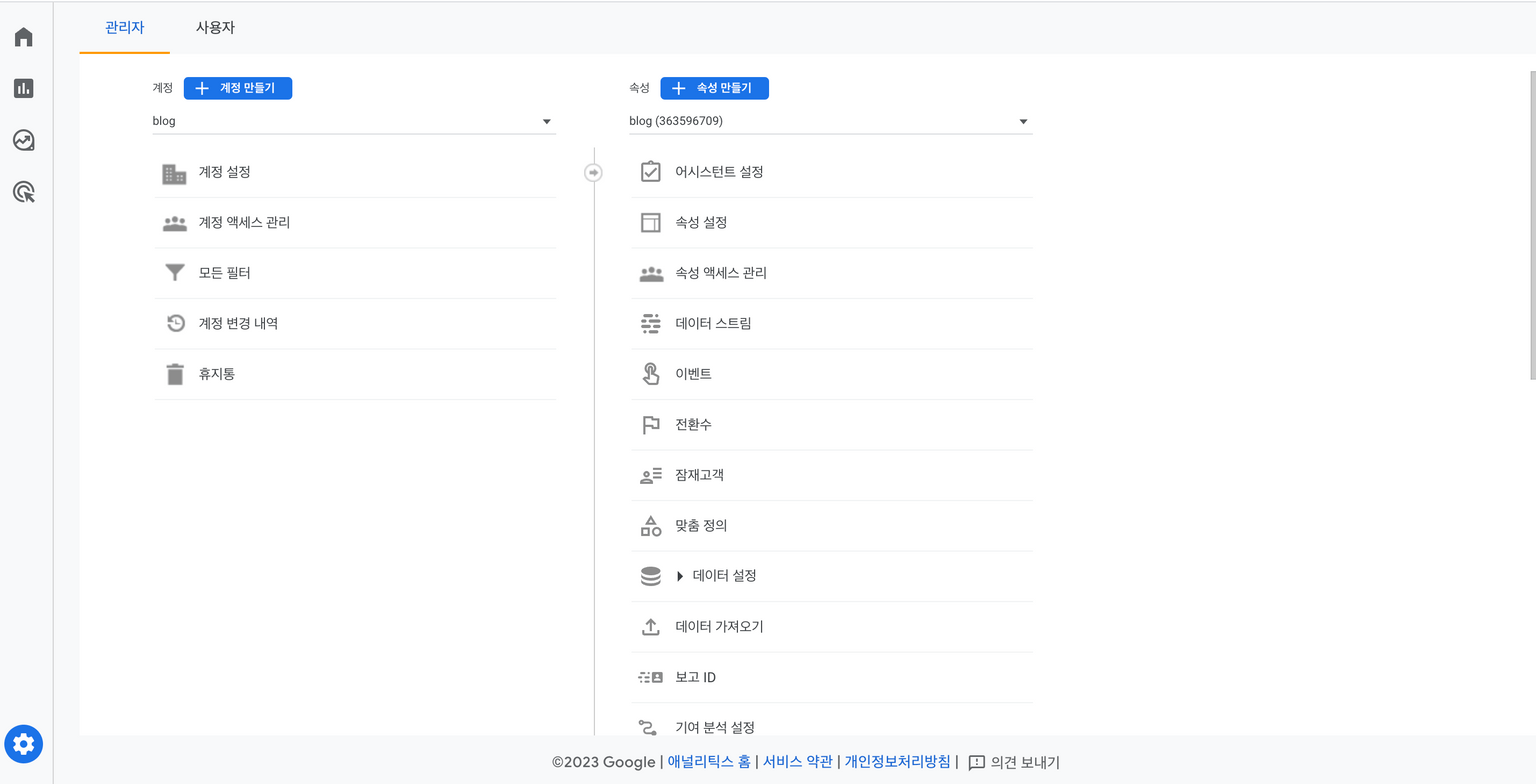 관리자 사용자
계정 계정 만들기
blog
계정 설정
계정 액세스 관리
모든 필터
계정 변경 내역
휴지통
속성 속성 만들기
blog (363596709)
어시스턴트 설정
속성 설정
속성 액세스 관리
데이터 스트림
이벤트
전환수
잠재고객
맞춤 정의
데이터 설정
데이터 가져오기
보고 ID
기여 분석 설정
©2023 Google | 애널리틱스 홈 | 서비스 약관 | 개인정보처리방침 | 의견 보내기